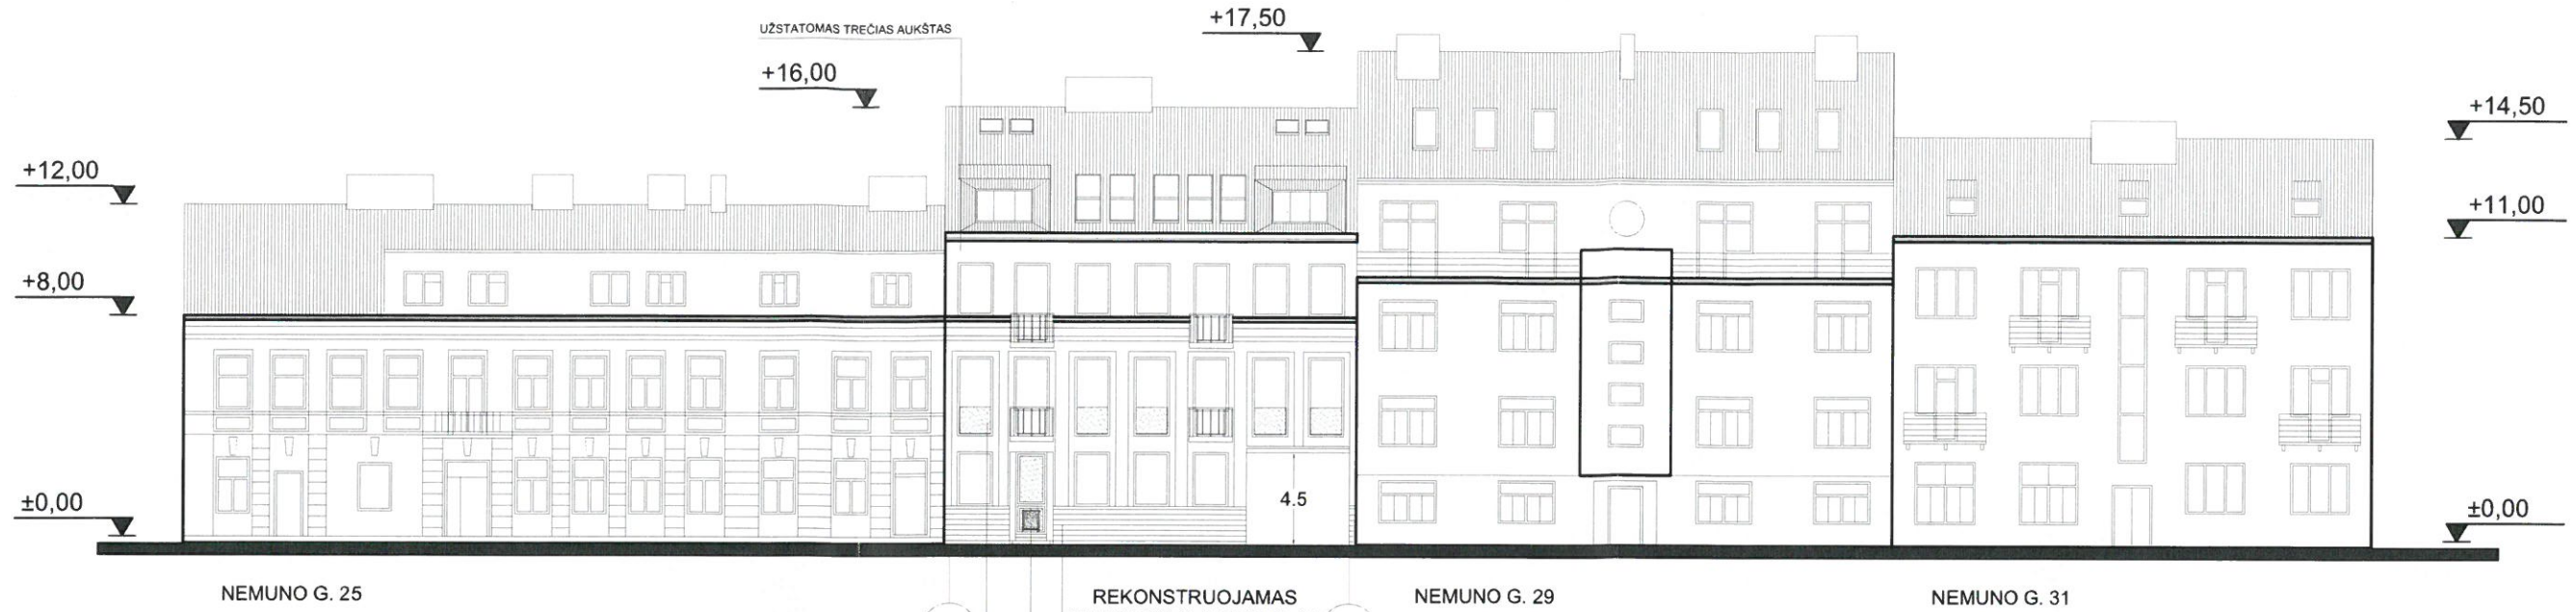 UŽSTATOMAS TREČIAS AUKŠTAS
+17,50
+16,00
+14,50
+12,00
+11,00
+8,00
4.5
±0,00
±0,00
NEMUNO G. 25
REKONSTRUOJAMAS
NEMUNO G. 29
NEMUNO G. 31